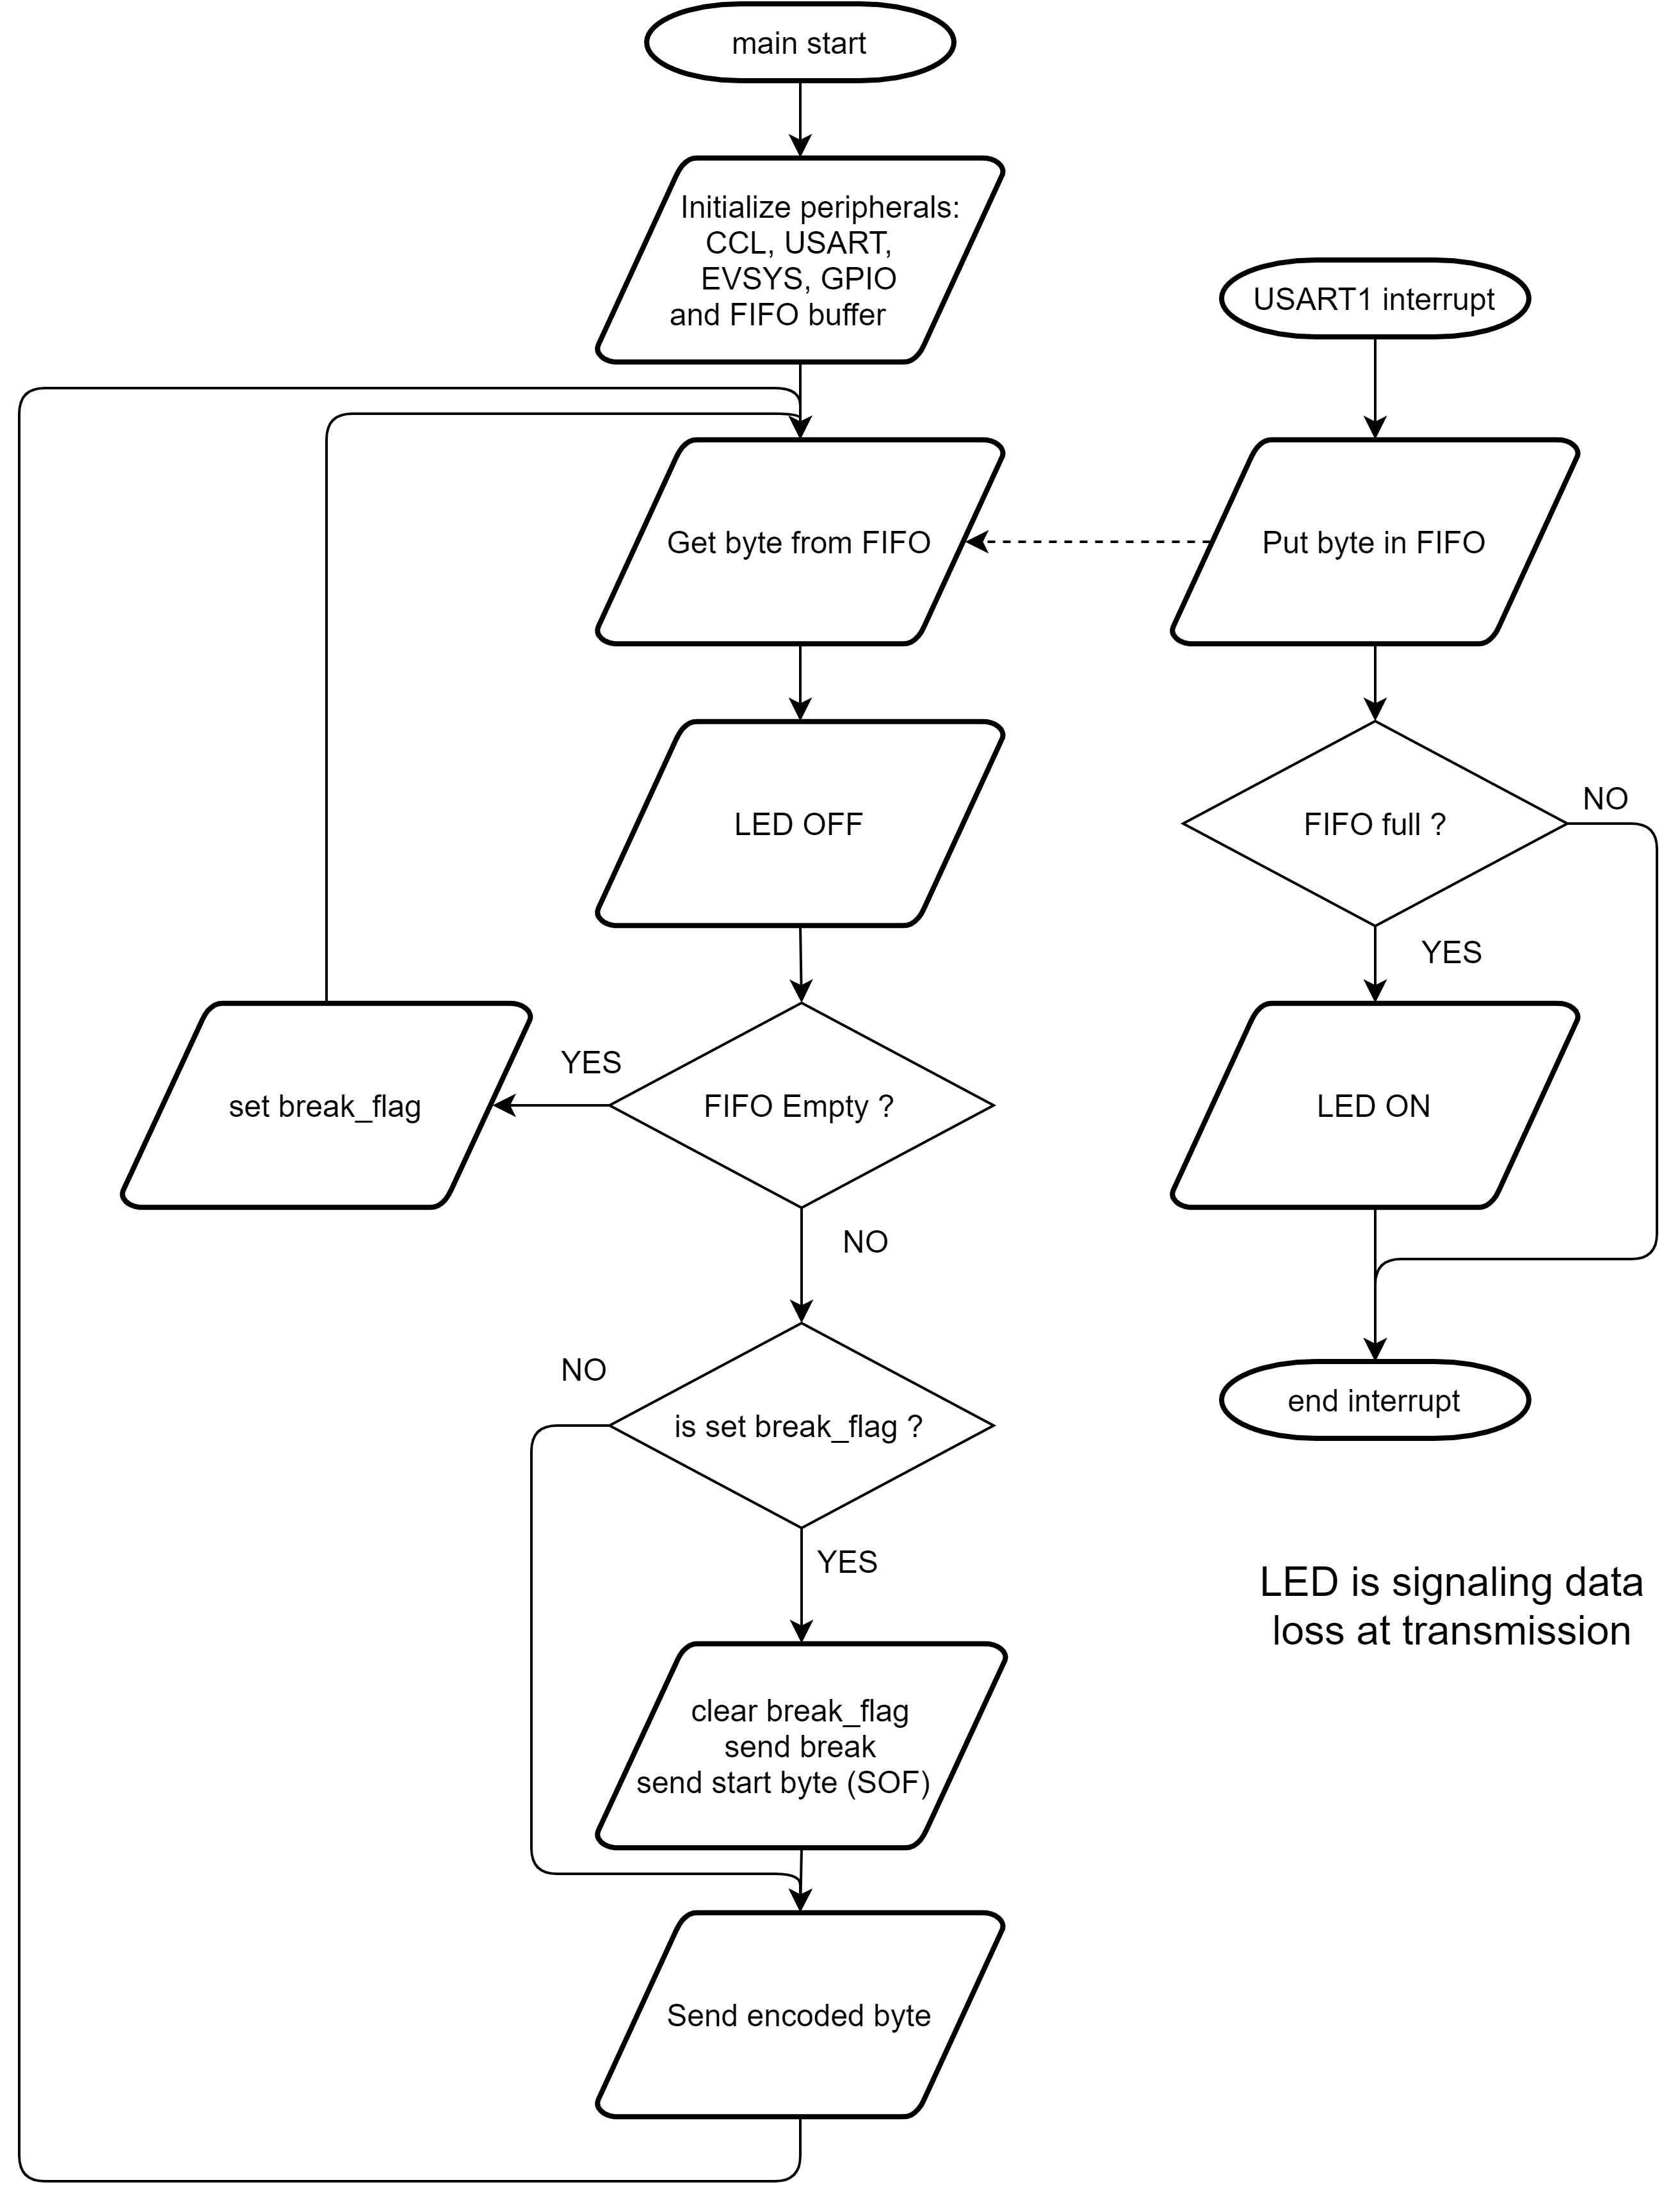 main start
Initialize peripherals:
CCL, USART,
EVSYS, GPIO
and FIFO buffer
Get byte from FIFO
LED OFF
FIFO Empty ?
YES
NO
set break_flag
is set break_flag ?
NO
YES
clear break_flag
send break
send start byte (SOF)
Send encoded byte
USART1 interrupt
Put byte in FIFO
FIFO full ?
NO
YES
LED ON
end interrupt
LED is signaling data
loss at transmission